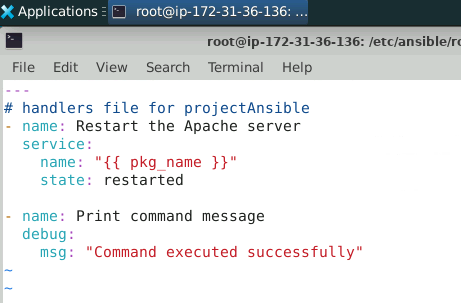 Applications
root@ip-172-31-36-136: ...
root@ip-172-31-36-136: /etc/ansible/ro
File Edit View Search Terminal Help
---
# handlers file for projectAnsible
- name: Restart the Apache server
  service:
    name: "{{ pkg_name }}"
    state: restarted

- name: Print command message
  debug:
    msg: "Command executed successfully"
~
~